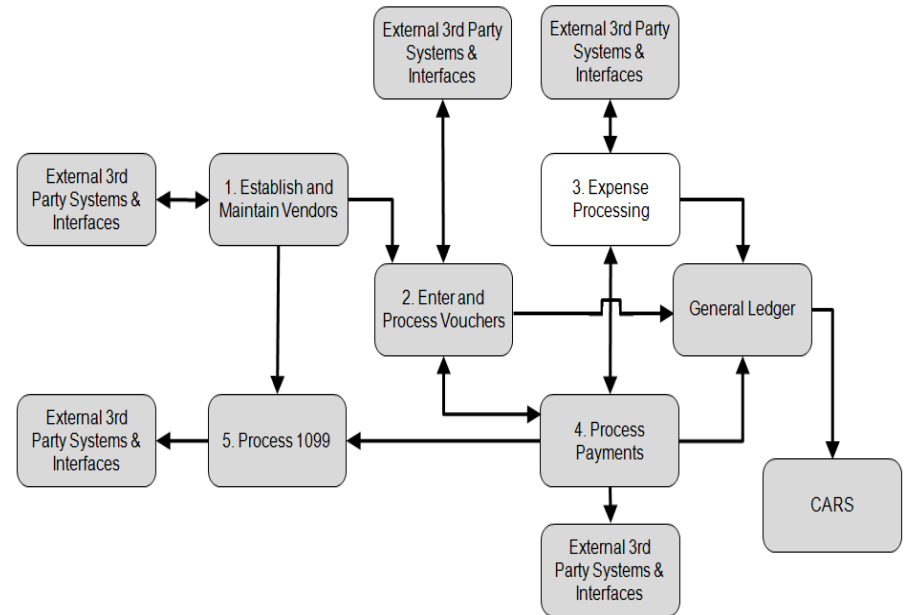 External 3rd Party
Systems &
Interfaces
External 3rd Party
Systems &
Interfaces
External 3rd
Party Systems &
Interfaces
1. Establish and
Maintain Vendors
3. Expense
Processing
2. Enter and
Process Vouchers
General Ledger
External 3rd
Party Systems &
Interfaces
5. Process 1099
4. Process
Payments
CARS
External 3rd
Party Systems &
Interfaces